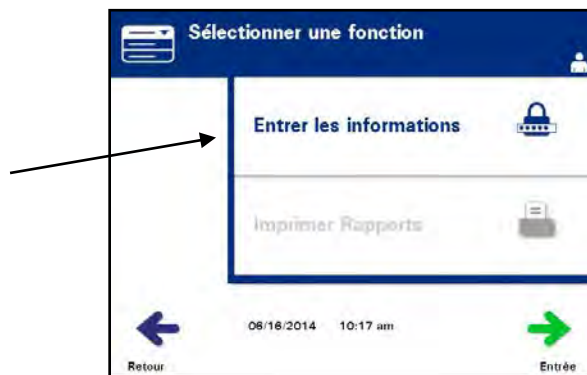 Sélectionner une fonction
Entrer les informations
Imprimer Rapports
06/16/2014 10:17 am
Retour
Entrée